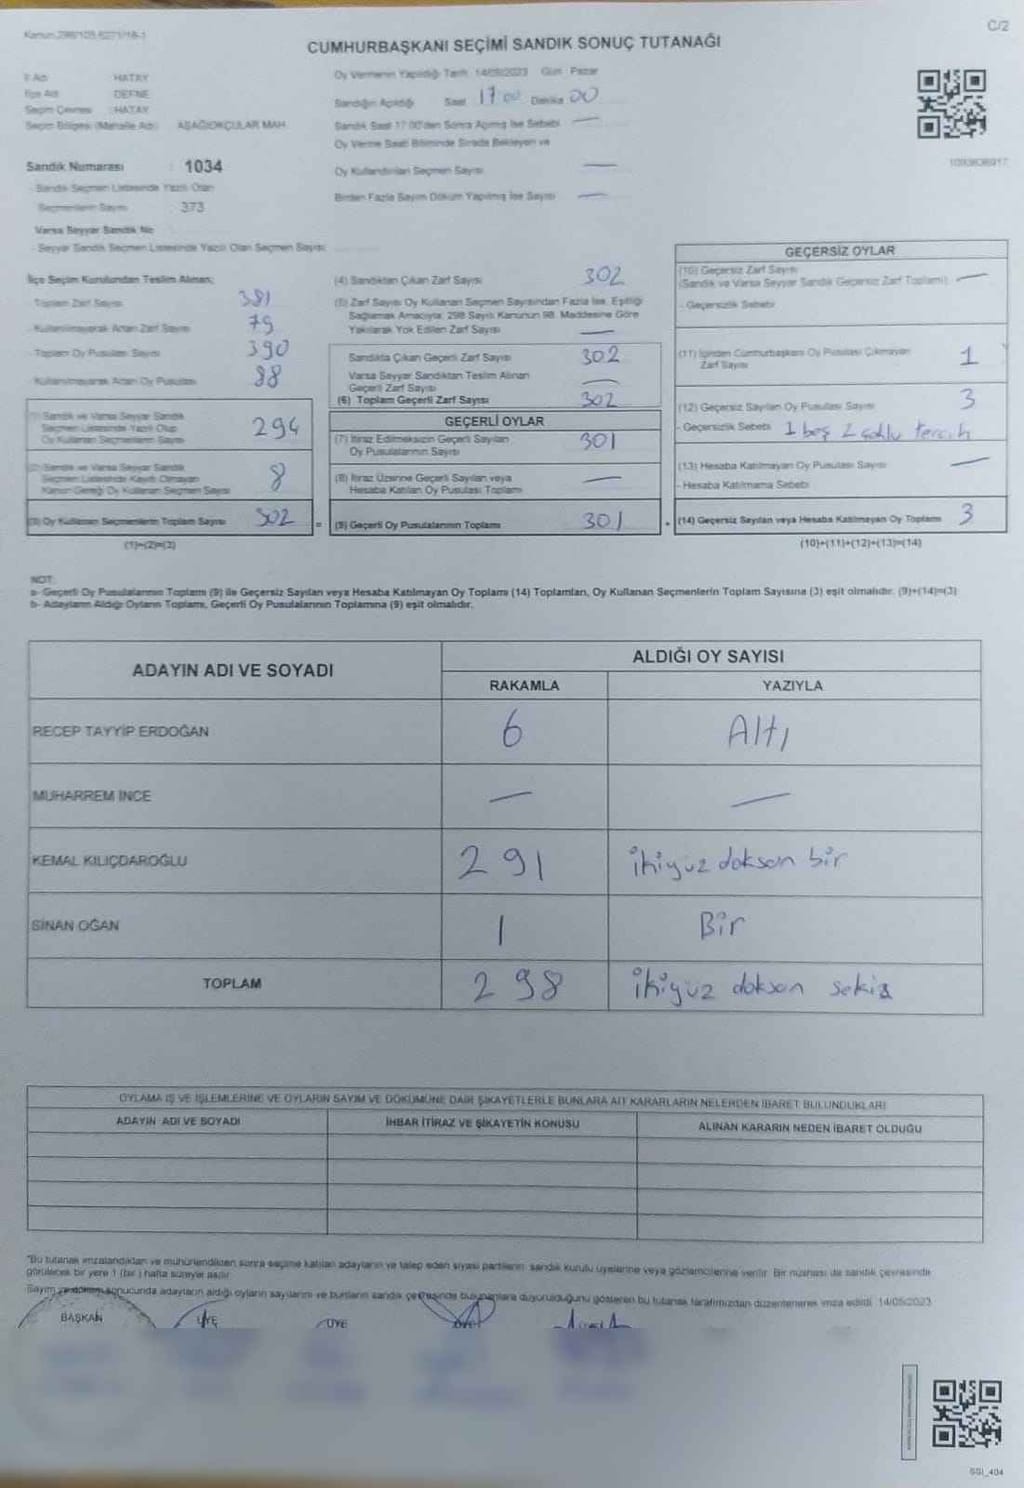 Kanun 298/105-6271/18-1
C/2
CUMHURBAŞKANI SEÇİMİ SANDIK SONUÇ TUTANAĞI
İl Adı HATAY
İlçe Adı DEFNE
Seçim Çevresi HATAY
Seçim Bölgesi (Mahalle Adı) AŞAĞIOKÇULAR MAH.
Sandık Numarası : 1034
- Sandık Seçmen Listesinde Yazılı Olan
Seçmenlerin Sayısı 373
Varsa Seyyar Sandık No
- Seyyar Sandık Seçmen Listesinde Yazılı Olan Seçmen Sayısı
Oy Vermenin Yapıldığı Tarih 14/05/2023 Gün Pazar
Sandığın Açıldığı Saat 17 00 Dakika 00
Sandık Saat 17:00'den Sonra Açılmış İse Sebebi —
Oy Verme Saati Bitiminde Sırada Bekleyen ve
Oy Kullandırılan Seçmen Sayısı —
Birden Fazla Sayım Döküm Yapılmış İse Sayısı —
İlçe Seçim Kurulundan Teslim Alınan;
Toplam Zarf Sayısı 381
- Kullanılmayarak Artan Zarf Sayısı 79
- Toplam Oy Pusulası Sayısı 390
- Kullanılmayarak Artan Oy Pusulası 88
(1) Sandık ve Varsa Seyyar Sandık
Seçmen Listesinde Yazılı Olup
Oy Kullanan Seçmenlerin Sayısı 294
(2) Sandık ve Varsa Seyyar Sandık
Seçmen Listesinde Kayıtlı Olmayan
Kanun Gereği Oy Kullanan Seçmen Sayısı 8
(3) Oy Kullanan Seçmenlerin Toplam Sayısı 302 =
(1)+(2)=(3)
(4) Sandıktan Çıkan Zarf Sayısı 302
(5) Zarf Sayısı Oy Kullanan Seçmen Sayısından Fazla İse, Eşitliği
Sağlamak Amacıyla; 298 Sayılı Kanunun 98. Maddesine Göre
Yakılarak Yok Edilen Zarf Sayısı —
Sandıkta Çıkan Geçerli Zarf Sayısı 302
Varsa Seyyar Sandıktan Teslim Alınan
Geçerli Zarf Sayısı —
(6) Toplam Geçerli Zarf Sayısı 302
GEÇERLİ OYLAR
(7) İtiraz Edilmeksizin Geçerli Sayılan
Oy Pusulalarının Sayısı 301
(8) İtiraz Üzerine Geçerli Sayılan veya
Hesaba Katılan Oy Pusulası Toplamı —
(9) Geçerli Oy Pusulalarının Toplamı 301 +
GEÇERSİZ OYLAR
(10) Geçersiz Zarf Sayısı
(Sandık ve Varsa Seyyar Sandık Geçersiz Zarf Toplamı) —
- Geçersizlik Sebebi
(11) İçinden Cumhurbaşkanı Oy Pusulası Çıkmayan
Zarf Sayısı 1
(12) Geçersiz Sayılan Oy Pusulası Sayısı 3
- Geçersizlik Sebebi 1 boş 2 çoklu tercih
(13) Hesaba Katılmayan Oy Pusulası Sayısı —
- Hesaba Katılmama Sebebi
(14) Geçersiz Sayılan veya Hesaba Katılmayan Oy Toplamı 3
(10)+(11)+(12)+(13)=(14)
NOT:
a- Geçerli Oy Pusulalarının Toplamı (9) ile Geçersiz Sayılan veya Hesaba Katılmayan Oy Toplamı (14) Toplamları, Oy Kullanan Seçmenlerin Toplam Sayısına (3) eşit olmalıdır. (9)+(14)=(3)
b- Adayların Aldığı Oyların Toplamı, Geçerli Oy Pusulalarının Toplamına (9) eşit olmalıdır.
ADAYIN ADI VE SOYADI
ALDIĞI OY SAYISI
RAKAMLA YAZIYLA
RECEP TAYYİP ERDOĞAN 6 Altı
MUHARREM İNCE — —
KEMAL KILIÇDAROĞLU 291 ikiyüz doksan bir
SİNAN OĞAN 1 Bir
TOPLAM 298 ikiyüz doksan sekiz
OYLAMA İŞ VE İŞLEMLERİNE VE OYLARIN SAYIM VE DÖKÜMÜNE DAİR ŞİKAYETLERLE BUNLARA AİT KARARLARIN NELERDEN İBARET BULUNDUKLARI
ADAYIN ADI VE SOYADI İHBAR İTİRAZ VE ŞİKAYETİN KONUSU ALINAN KARARIN NEDEN İBARET OLDUĞU
"Bu tutanak imzalandıktan ve mühürlendikten sonra seçime katılan adayların ve talep eden siyasi partilerin sandık kurulu üyelerine veya gözlemcilerine verilir. Bir nüshası da sandık çevresinde
görülecek bir yere 1 (bir) hafta süreyle asılır.
Sayım ve döküm sonucunda adayların aldığı oyların sayılarını ve bunların sandık çevresinde bulunanlara duyurulduğunu gösteren bu tutanak tarafımızdan düzenlenerek imza edildi. 14/05/2023
BAŞKAN ÜYE ÜYE ÜYE
SSI_404